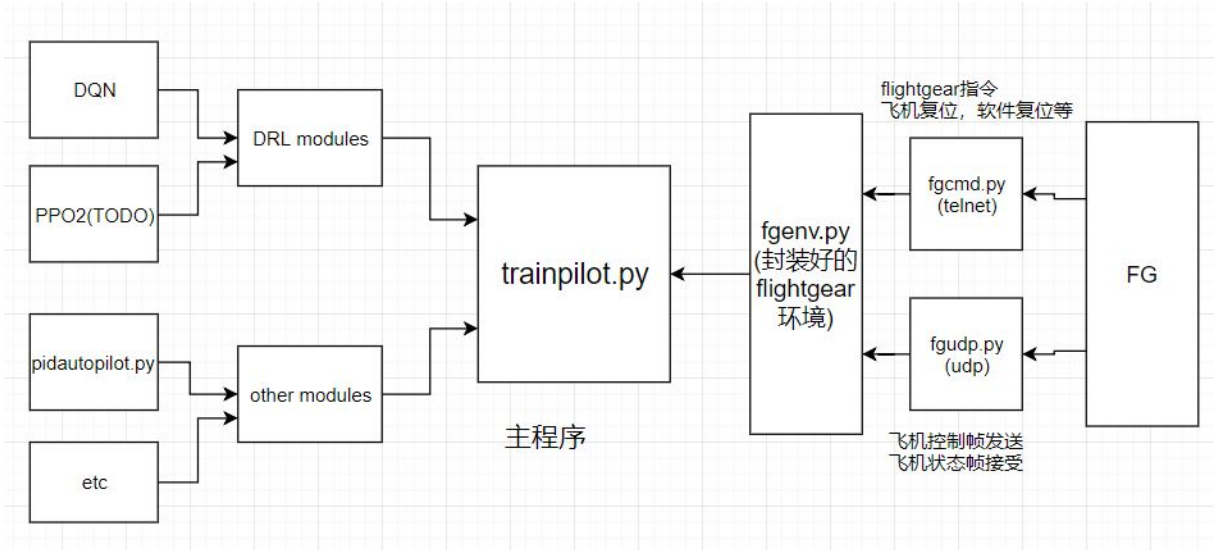 DQN
PPO2(TODO)
DRL modules
pidautopilot.py
etc
other modules
trainpilot.py
主程序
fgenv.py
(封装好的
flightgear
环境)
flightgear指令
飞机复位，软件复位等
fgcmd.py
(telnet)
fgudp.py
(udp)
飞机控制帧发送
飞机状态帧接受
FG